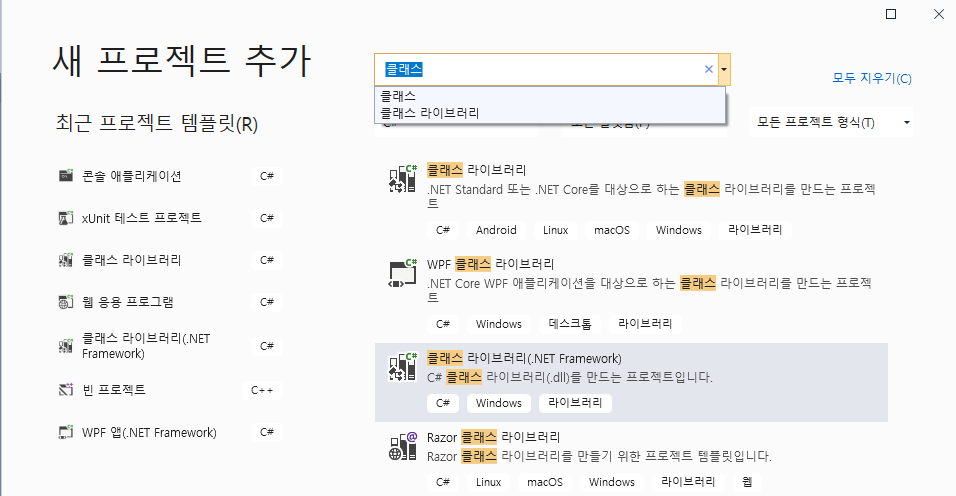 새 프로젝트 추가
클래스
모두 지우기(C)
클래스
클래스 라이브러리
모든 프로젝트 형식(T)
최근 프로젝트 템플릿(R)
콘솔 애플리케이션 C#
xUnit 테스트 프로젝트 C#
클래스 라이브러리 C#
웹 응용 프로그램 C#
클래스 라이브러리(.NET
Framework) C#
빈 프로젝트 C++
WPF 앱(.NET Framework) C#
클래스 라이브러리
.NET Standard 또는 .NET Core를 대상으로 하는 클래스 라이브러리를 만드는 프로젝
트
C# Android Linux macOS Windows 라이브러리
WPF 클래스 라이브러리
.NET Core WPF 애플리케이션을 대상으로 하는 클래스 라이브러리를 만드는 프로젝
트
C# Windows 데스크톱 라이브러리
클래스 라이브러리(.NET Framework)
C# 클래스 라이브러리(.dll)를 만드는 프로젝트입니다.
C# Windows 라이브러리
Razor 클래스 라이브러리
Razor 클래스 라이브러리를 만들기 위한 프로젝트 템플릿입니다.
C# Linux macOS Windows 라이브러리 웹